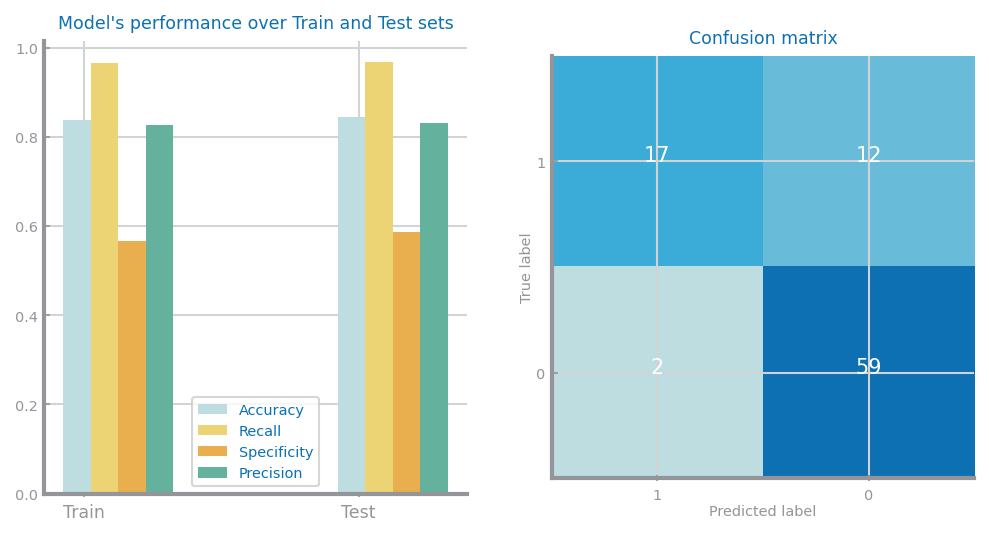 Model's performance over Train and Test sets
1.0
0.8
0.6
0.4
0.2
0.0
Train
Test
Accuracy
Recall
Specificity
Precision
Confusion matrix
True label
1
0
17
12
2
59
1
0
Predicted label